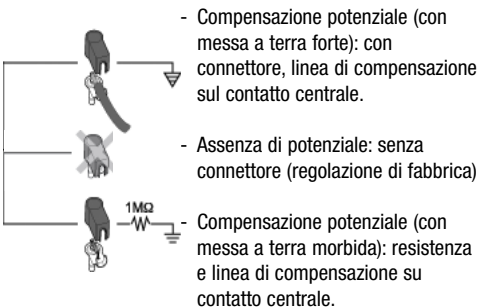 - Compensazione potenziale (con
messa a terra forte): con
connettore, linea di compensazione
sul contatto centrale.
- Assenza di potenziale: senza
connettore (regolazione di fabbrica)
1MΩ
- Compensazione potenziale (con
messa a terra morbida): resistenza
e linea di compensazione su
contatto centrale.